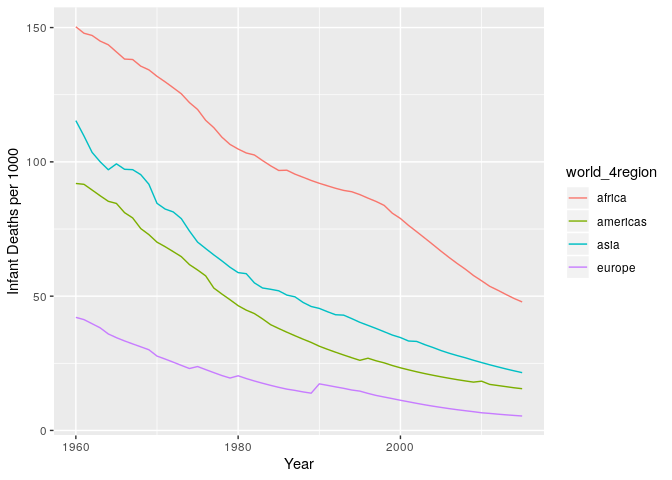 150
100
50
0
1960
1980
2000
Year
Infant Deaths per 1000
world_4region
africa
americas
asia
europe